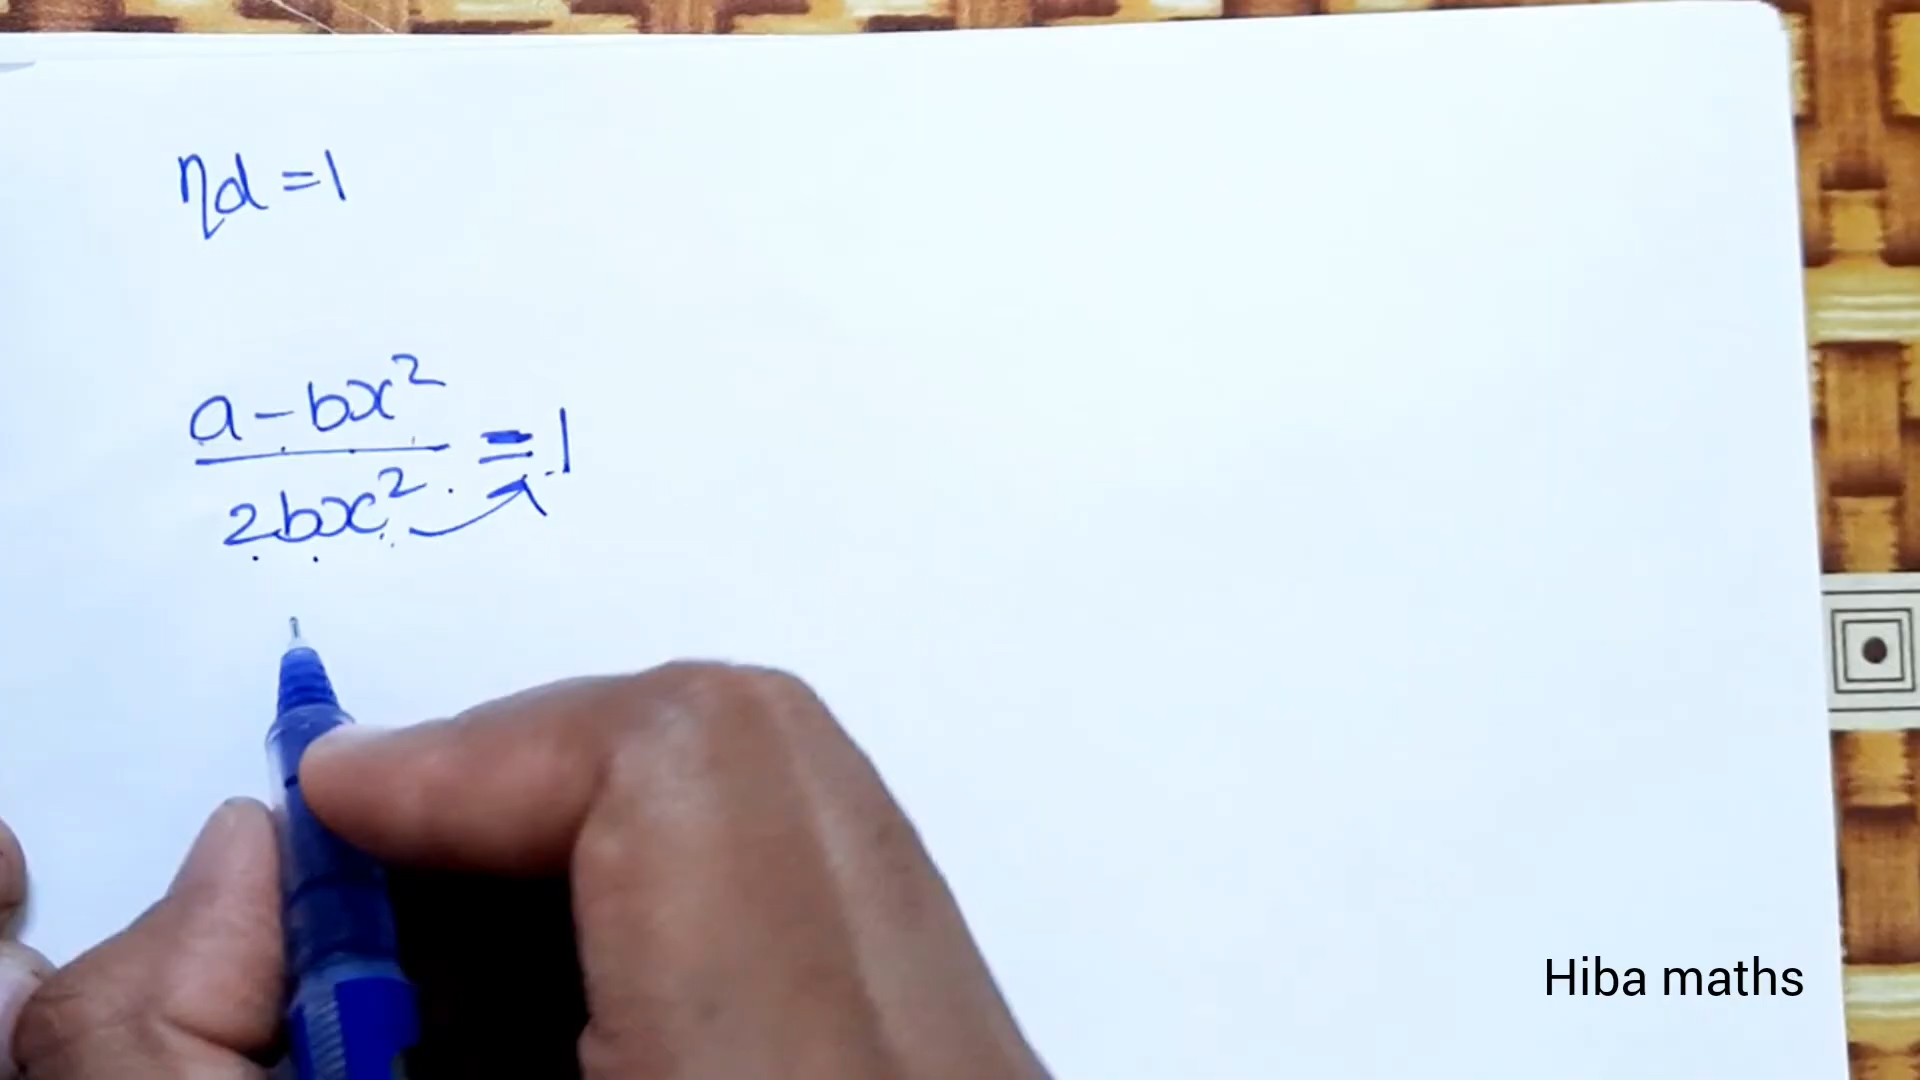 ηd = 1
a - bx²
2bx² = 1
Hiba maths